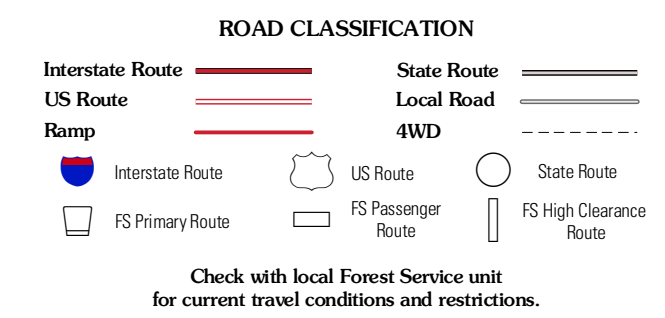 ROAD CLASSIFICATION
Interstate Route
State Route
US Route
Local Road
Ramp
4WD
Interstate Route
US Route
State Route
FS Primary Route
FS Passenger
Route
FS High Clearance
Route
Check with local Forest Service unit
for current travel conditions and restrictions.